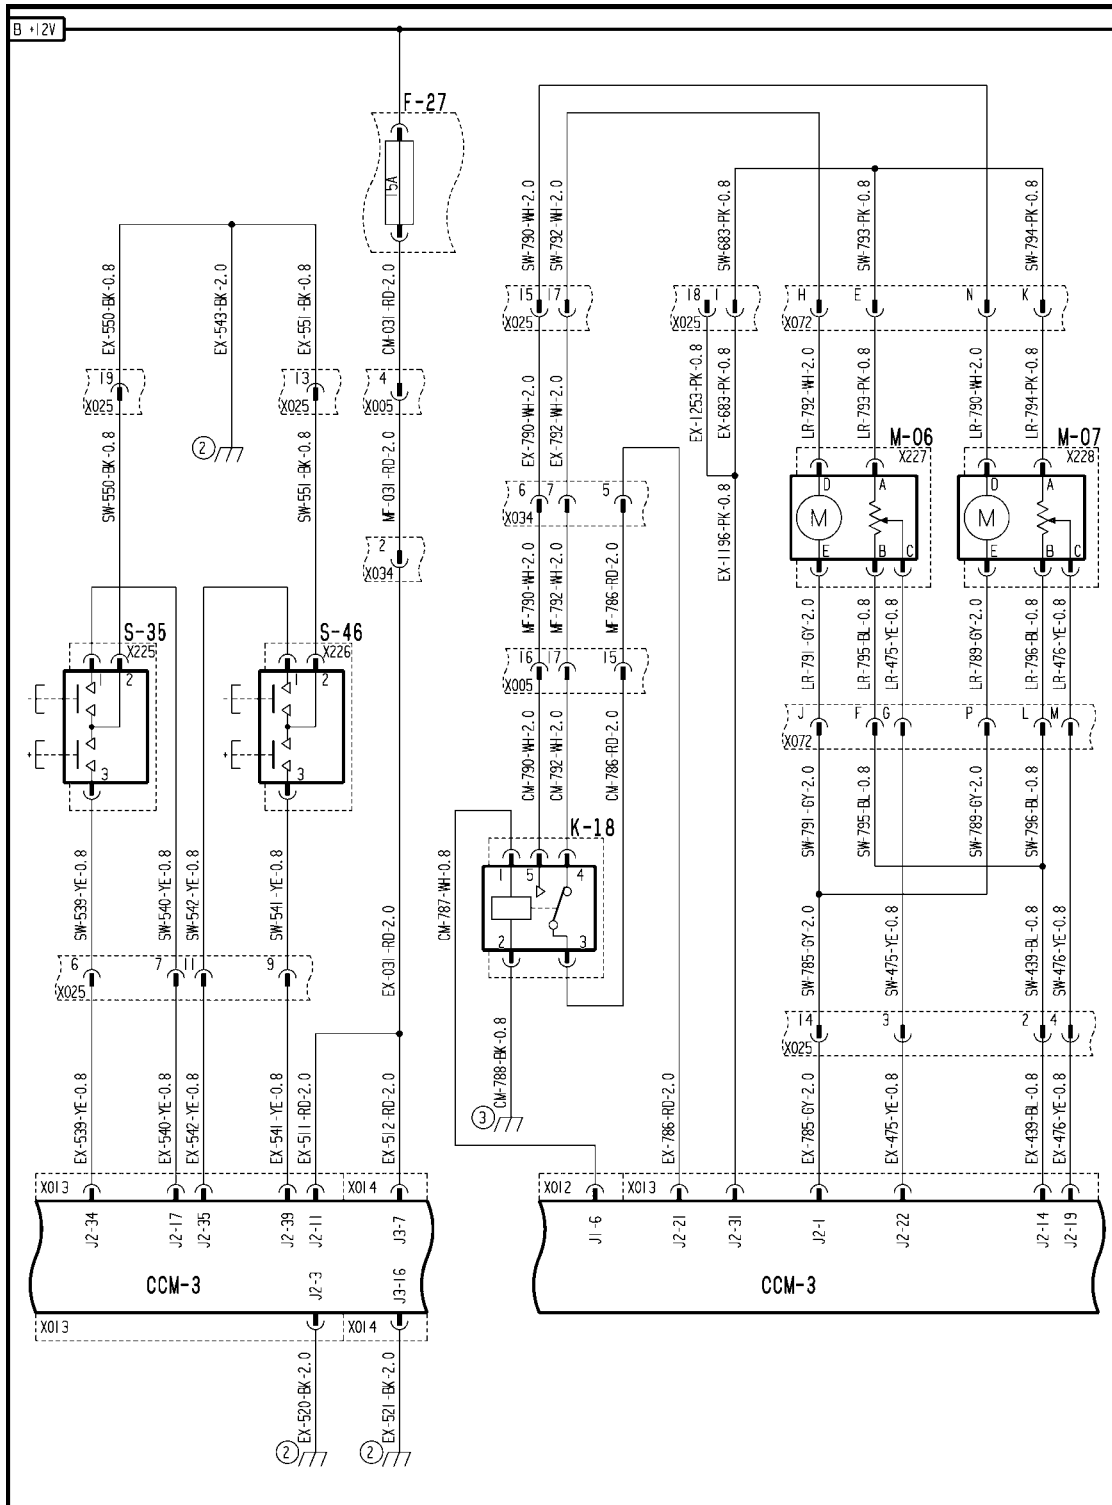 B +12V
F-27
15A
SW-790-WH-2.0
SW-792-WH-2.0
SW-683-PK-0.8
SW-793-PK-0.8
SW-794-PK-0.8
EX-550-BK-0.8
EX-543-BK-2.0
EX-551-BK-0.8
CM-031-RD-2.0
15 17
X025
18 1
X025
H E N K
X072
19
X025
13
X025
4
X005
EX-790-WH-2.0
EX-792-WH-2.0
EX-1253-PK-0.8
EX-683-PK-0.8
LR-792-WH-2.0
LR-793-PK-0.8
LR-790-WH-2.0
LR-794-PK-0.8
2
SW-550-BK-0.8
SW-551-BK-0.8
MF-031-RD-2.0
M-06
X227
M-07
X228
6 7 5
X034
D A
M
E B C
D A
M
E B C
2
X034
EX-1196-PK-0.8
MF-790-WH-2.0
MF-792-WH-2.0
MF-786-RD-2.0
LR-791-GY-2.0
LR-795-BL-0.8
LR-475-YE-0.8
LR-789-GY-2.0
LR-796-BL-0.8
LR-476-YE-0.8
S-35
X225
S-46
X226
1 2
3
1 2
3
16 17 15
X005
J F G P L M
X072
CM-790-WH-2.0
CM-792-WH-2.0
CM-786-RD-2.0
SW-791-GY-2.0
SW-795-BL-0.8
SW-789-GY-2.0
SW-796-BL-0.8
K-18
1 5 4
2 3
CM-787-WH-0.8
SW-539-YE-0.8
SW-540-YE-0.8
SW-542-YE-0.8
SW-541-YE-0.8
EX-031-RD-2.0
SW-785-GY-2.0
SW-475-YE-0.8
SW-439-BL-0.8
SW-476-YE-0.8
6 7 11 9
X025
14 3 2 4
X025
CM-788-BK-0.8
3
EX-539-YE-0.8
EX-540-YE-0.8
EX-542-YE-0.8
EX-541-YE-0.8
EX-511-RD-2.0
EX-512-RD-2.0
EX-786-RD-2.0
EX-785-GY-2.0
EX-475-YE-0.8
EX-439-BL-0.8
EX-476-YE-0.8
X013 X014
X012 X013
J2-34
J2-17
J2-35
J2-39
J2-11
J3-7
J1-6
J2-21
J2-31
J2-1
J2-22
J2-14
J2-19
CCM-3
J2-3
J3-16
CCM-3
X013 X014
EX-520-BK-2.0
EX-521-BK-2.0
2
2